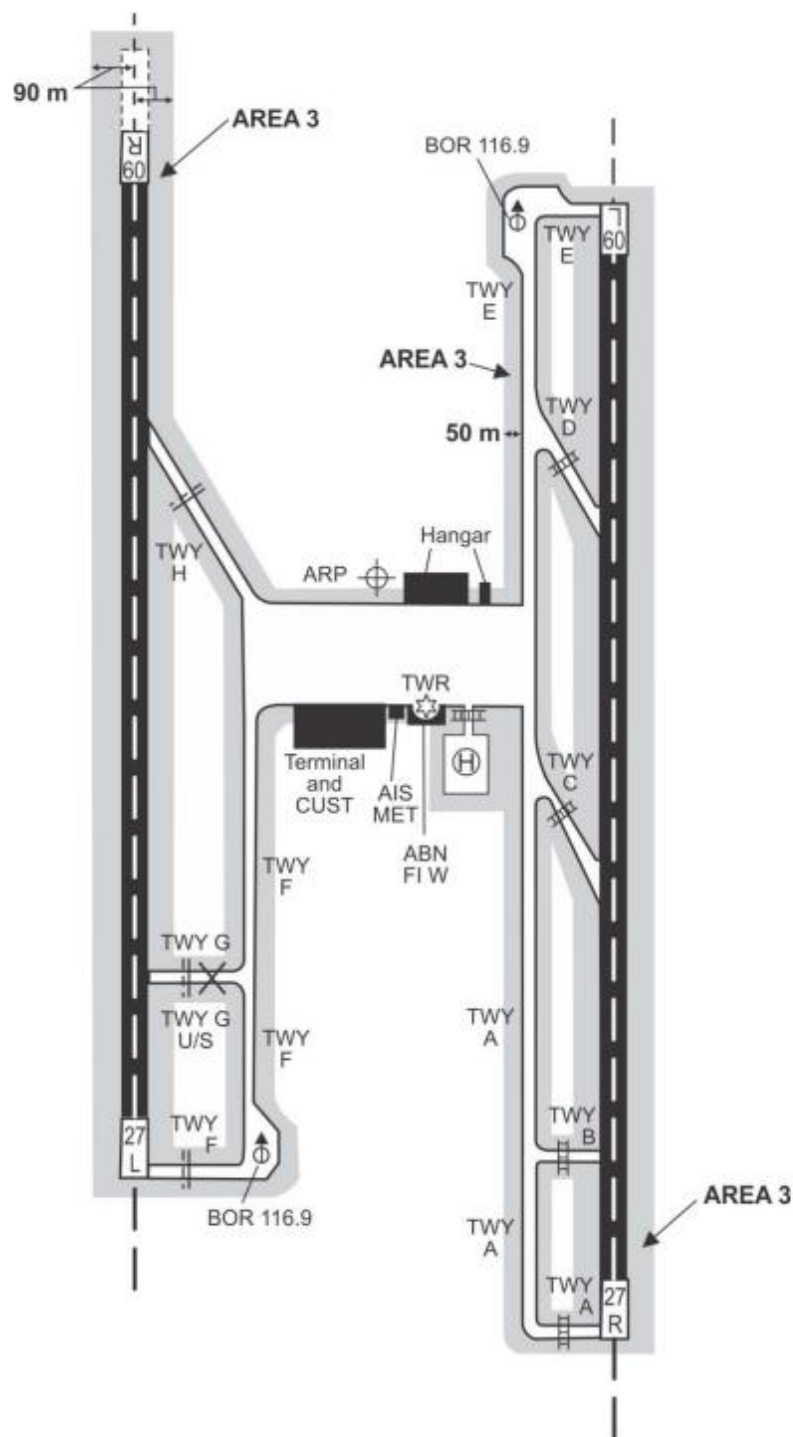 90 m
AREA 3
09
R
BOR 116.9
09
L
TWY
E
TWY
E
AREA 3
TWY
D
50 m
Hangar
ARP
TWY
H
TWR
H
Terminal
and
CUST
AIS
MET
TWY
C
ABN
FI W
TWY
F
TWY G
TWY G
U/S
TWY
F
TWY
A
27
L
TWY
F
TWY
B
BOR 116.9
AREA 3
TWY
A
TWY
A
27
R